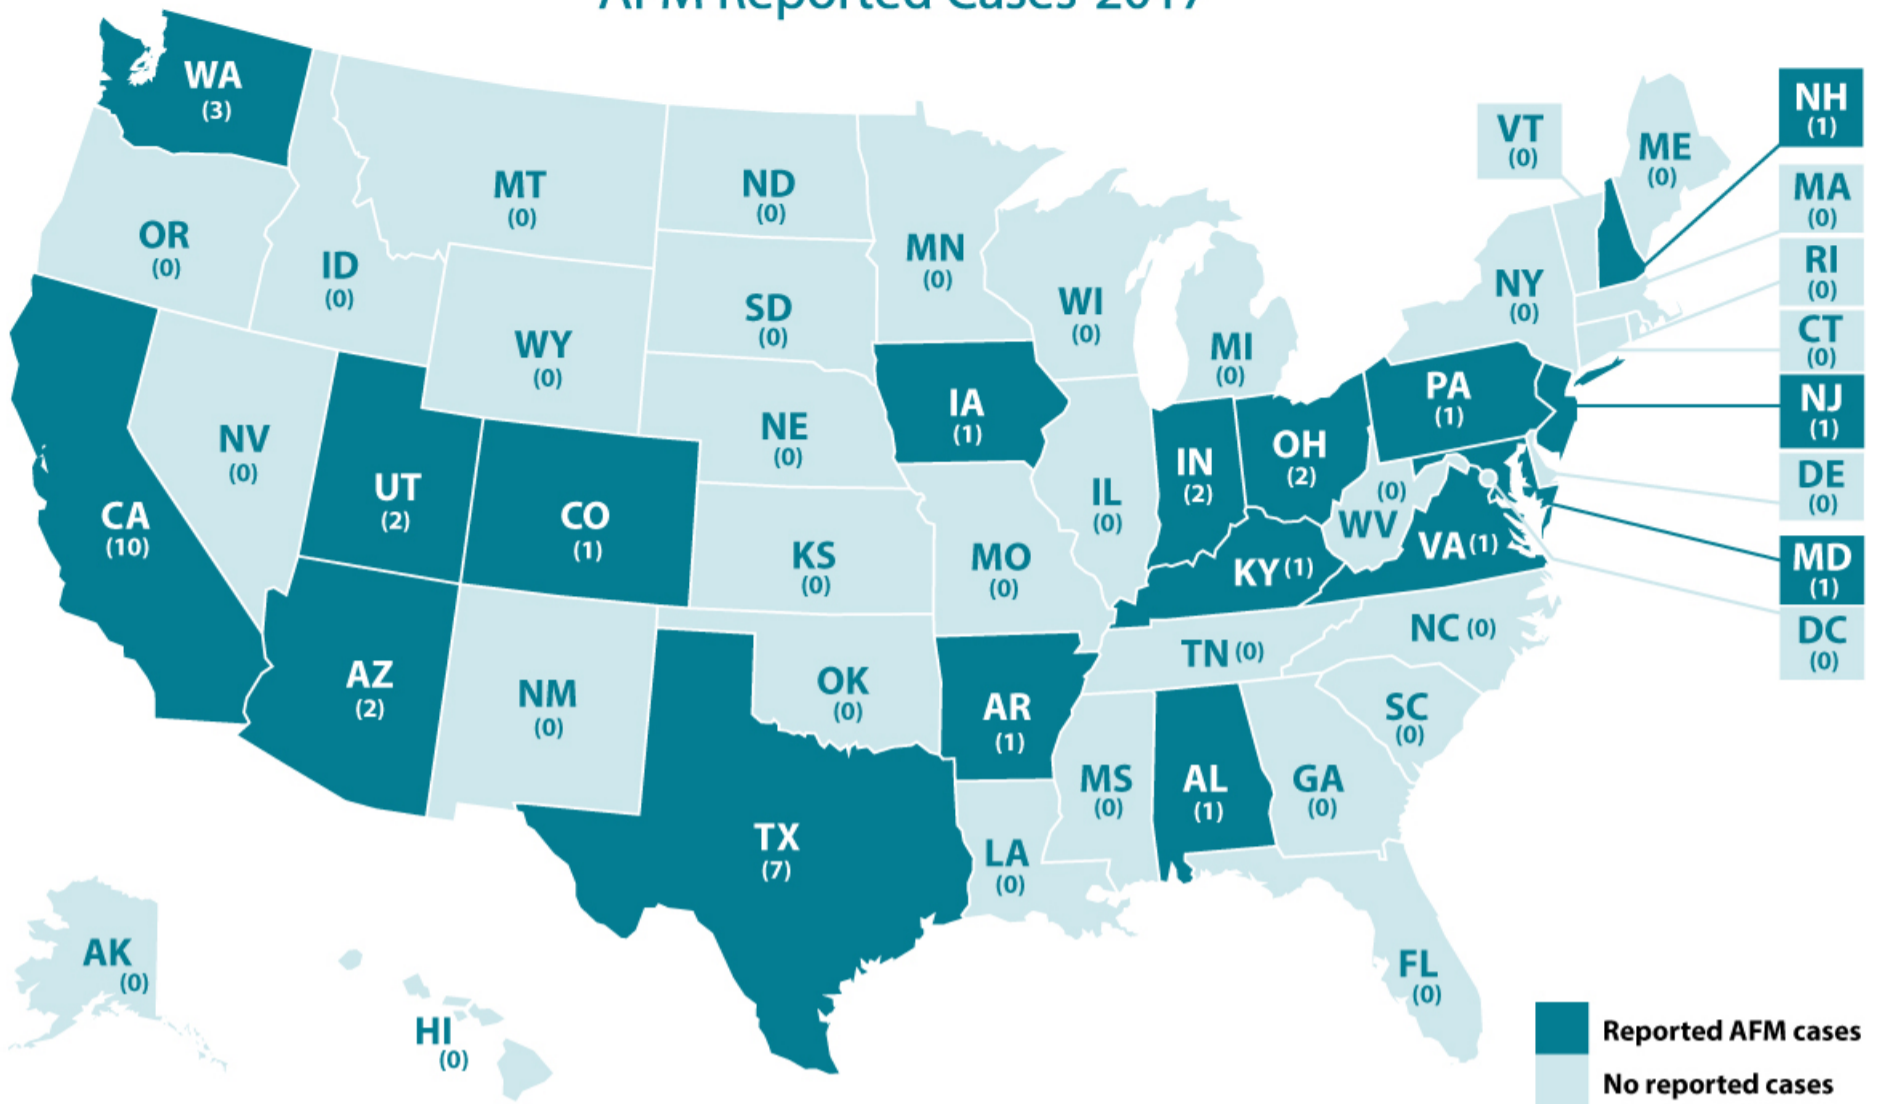 AFM Reported Cases 2017
WA
(3)
OR
(0)
ID
(0)
MT
(0)
ND
(0)
MN
(0)
SD
(0)
WY
(0)
WI
(0)
MI
(0)
VT
(0)
ME
(0)
NY
(0)
NH
(1)
MA
(0)
RI
(0)
CT
(0)
NJ
(1)
DE
(0)
MD
(1)
DC
(0)
PA
(1)
OH
(2)
IN
(2)
IL
(0)
IA
(1)
NE
(0)
NV
(0)
UT
(2)
CO
(1)
CA
(10)
KS
(0)
MO
(0)
(0)
WV
VA (1)
KY (1)
NC (0)
TN (0)
SC
(0)
AZ
(2)
NM
(0)
OK
(0)
AR
(1)
MS
(0)
AL
(1)
GA
(0)
TX
(7)
LA
(0)
FL
(0)
AK
(0)
HI
(0)
Reported AFM cases
No reported cases